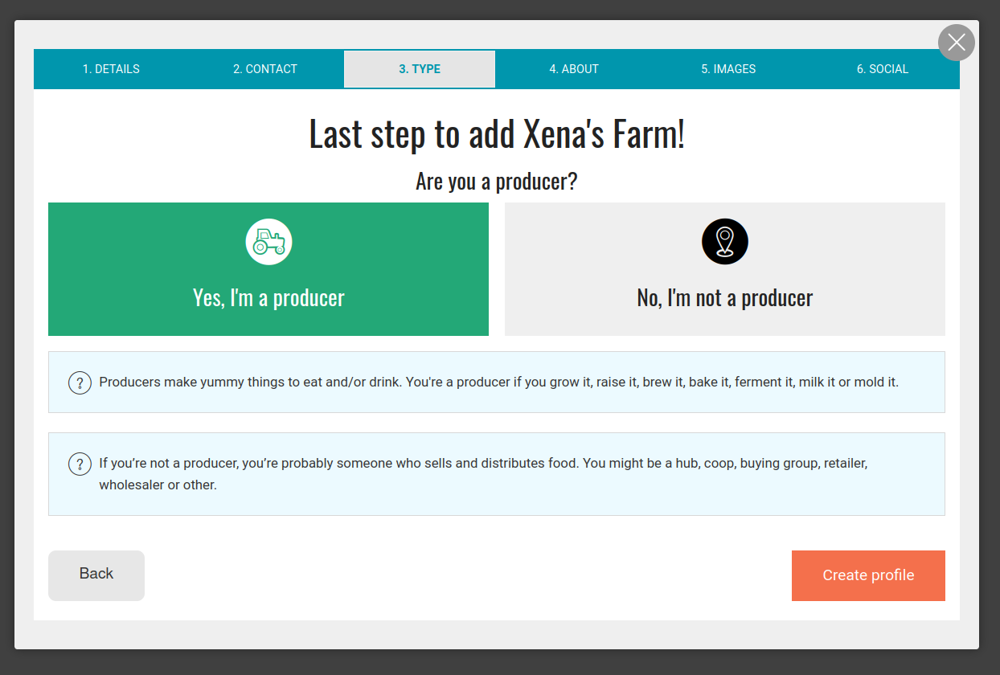 1. DETAILS
2. CONTACT
3. TYPE
4. ABOUT
5. IMAGES
6. SOCIAL
Last step to add Xena's Farm!
Are you a producer?
Yes, I'm a producer
No, I'm not a producer
? Producers make yummy things to eat and/or drink. You're a producer if you grow it, raise it, brew it, bake it, ferment it, milk it or mold it.
? If you’re not a producer, you’re probably someone who sells and distributes food. You might be a hub, coop, buying group, retailer,
wholesaler or other.
Back
Create profile